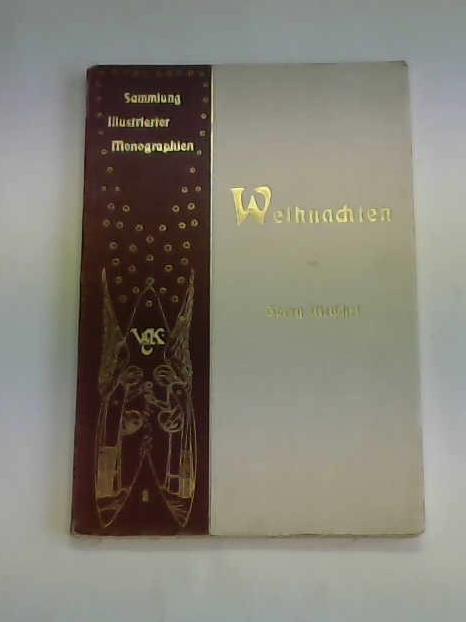 Sammlung
Illustrierter
Monographien
V&K
Weihnachten